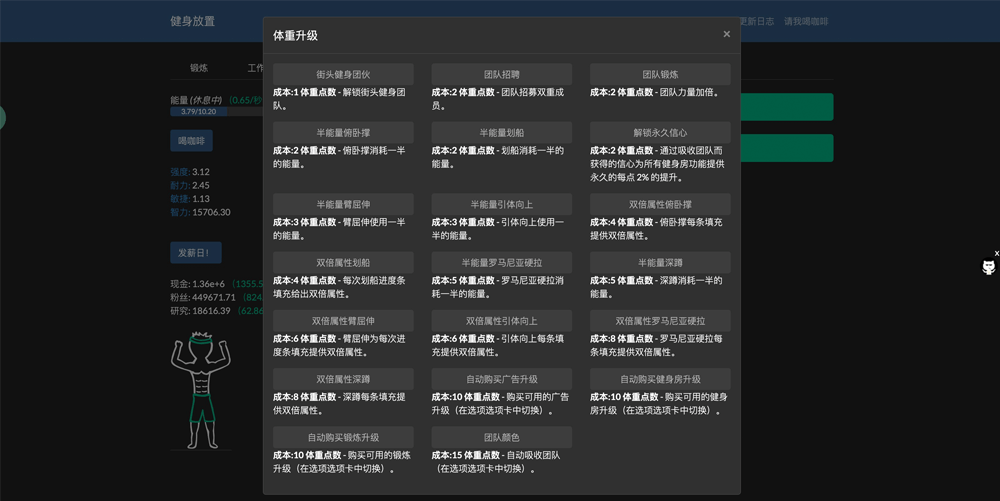 健身放置
更新日志 请我喝咖啡
体重升级
×
锻炼
能量 (休息中) (0.65/秒
3.79/10.20
喝咖啡
强度: 3.12
耐力: 2.45
敏捷: 1.13
智力: 15706.30
发薪日!
现金: 1.36e+6 (1355.5
粉丝: 449671.71 (824
研究: 18616.39 (62.86
街头健身团伙
成本:1 体重点数 - 解锁街头健身团
队。
团队招聘
成本:2 体重点数 - 团队招募双重成
员。
团队锻炼
成本:2 体重点数 - 团队力量加倍。
半能量俯卧撑
成本:2 体重点数 - 俯卧撑消耗一半
的能量。
半能量划船
成本:2 体重点数 - 划船消耗一半的
能量。
解锁永久信心
成本:2 体重点数 - 通过吸收团队而
获得的信心为所有健身房功能提供
永久的每点 2% 的提升。
半能量臂屈伸
成本:3 体重点数 - 臂屈伸使用一半
的能量。
半能量引体向上
成本:3 体重点数 - 引体向上使用一
半的能量。
双倍属性俯卧撑
成本:4 体重点数 - 俯卧撑每条填充
提供双倍属性。
双倍属性划船
成本:4 体重点数 - 每次划船进度条
填充给出双倍属性。
半能量罗马尼亚硬拉
成本:5 体重点数 - 罗马尼亚硬拉消
耗一半的能量。
半能量深蹲
成本:5 体重点数 - 深蹲消耗一半的
能量。
双倍属性臂屈伸
成本:6 体重点数 - 臂屈伸为每次进
度条填充提供双倍属性。
双倍属性引体向上
成本:6 体重点数 - 引体向上每条填
充提供双倍属性。
双倍属性罗马尼亚硬拉
成本:8 体重点数 - 罗马尼亚硬拉每
条填充提供双倍属性。
双倍属性深蹲
成本:8 体重点数 - 深蹲每条填充提
供双倍属性。
自动购买广告升级
成本:10 体重点数 - 购买可用的广告
升级（在选项选项卡中切换）。
自动购买健身房升级
成本:10 体重点数 - 购买可用的健身
房升级（在选项选项卡中切换）。
自动购买锻炼升级
成本:10 体重点数 - 购买可用的锻炼
升级（在选项选项卡中切换）。
团队颜色
成本:15 体重点数 - 自动吸收团队
（在选项选项卡中切换）。
x